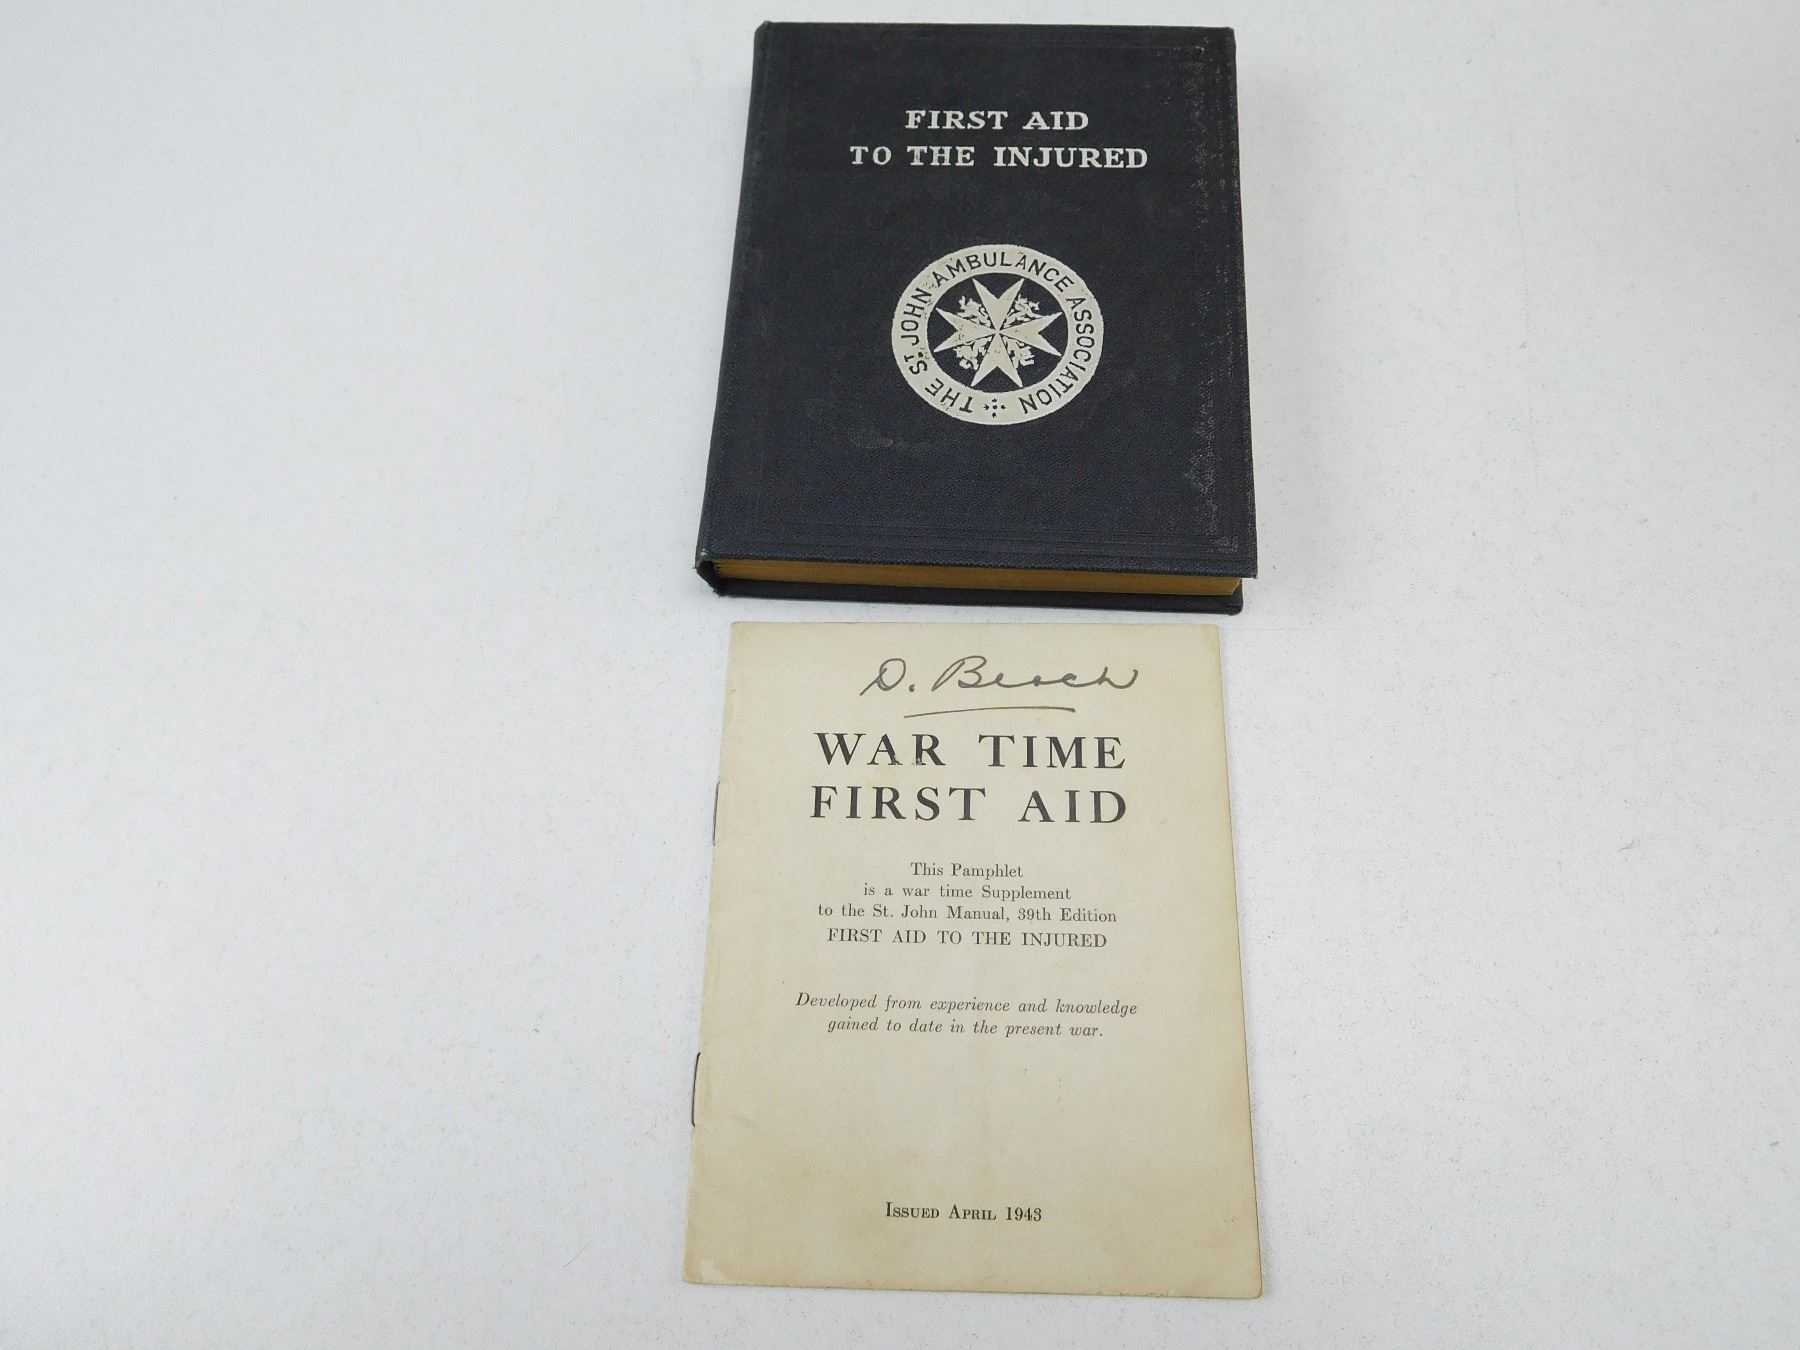 FIRST AID
TO THE INJURED
THE ST. JOHN AMBULANCE ASSOCIATION
D. Beach
WAR TIME
FIRST AID
This Pamphlet
is a war time Supplement
to the St. John Manual, 39th Edition
FIRST AID TO THE INJURED
Developed from experience and knowledge
gained to date in the present war.
ISSUED APRIL 1943